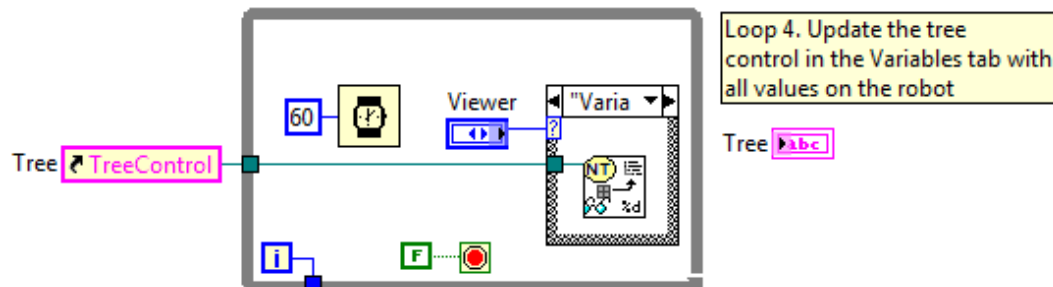 Loop 4. Update the tree
control in the Variables tab with
all values on the robot
60
Viewer
"Varia
?
Tree
TreeControl
NT
%d
Tree
abc
i
F